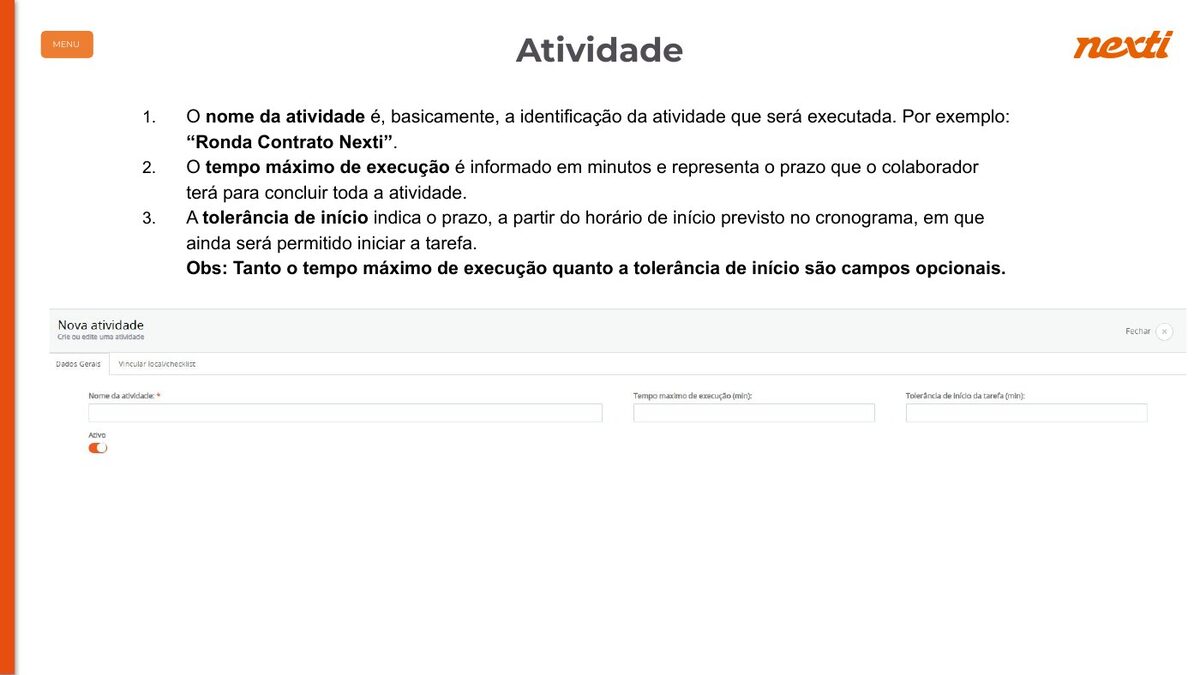 MENU
Atividade
nexti
1. O nome da atividade é, basicamente, a identificação da atividade que será executada. Por exemplo:
“Ronda Contrato Nexti”.
2. O tempo máximo de execução é informado em minutos e representa o prazo que o colaborador
terá para concluir toda a atividade.
3. A tolerância de início indica o prazo, a partir do horário de início previsto no cronograma, em que
ainda será permitido iniciar a tarefa.
Obs: Tanto o tempo máximo de execução quanto a tolerância de início são campos opcionais.
Nova atividade
Crie ou edite uma atividade
Fechar ×
Dados Gerais Vincular local/checklist
Nome da atividade: * Tempo maximo de execução (min): Tolerância de início da tarefa (min):
Ativo